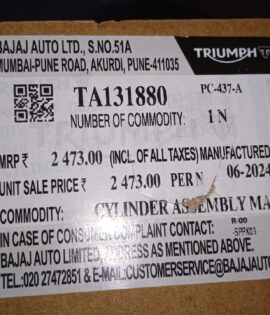 BAJAJ AUTO LTD., S.NO.51A
MUMBAI-PUNE ROAD, AKURDI, PUNE-411035
TRIUMPH
TA131880
PC-437-A
NUMBER OF COMMODITY: 1 N
MRP ₹ 2 473.00 (INCL. OF ALL TAXES) MANUFACTURED
UNIT SALE PRICE ₹ 2 473.00 PER N 06-2024
COMMODITY: CYLINDER ASSEMBLY MA
IN CASE OF CONSUMER COMPLAINT CONTACT:
R:00
-SPPK03
BAJAJ AUTO LIMITED, ADDRESS AS MENTIONED ABOVE.
TEL: 020 27472851 & E-MAIL:CUSTOMERSERVICE@BAJAJAUTO